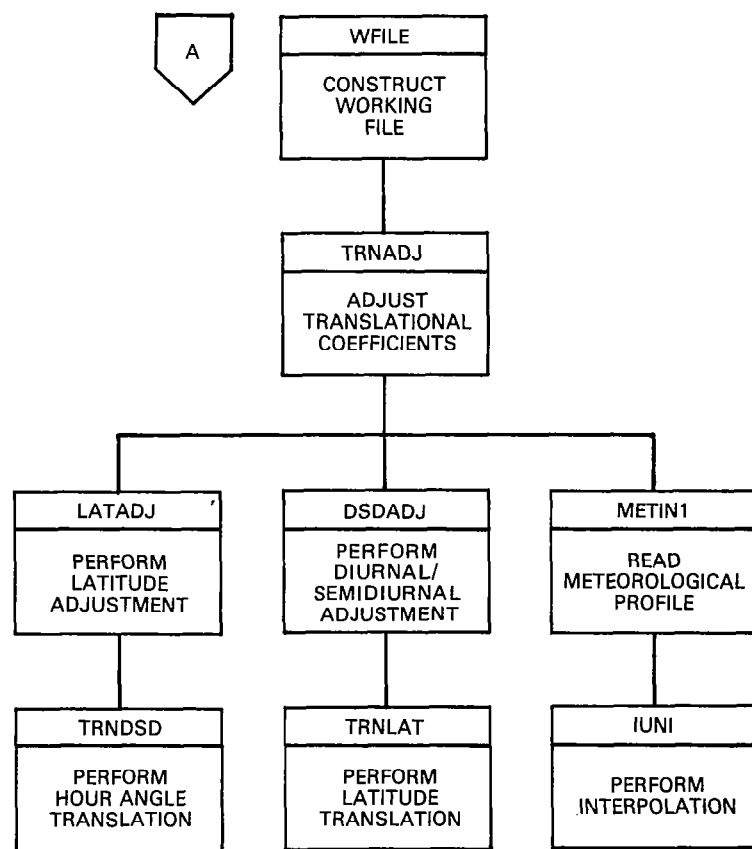 A
WFILE
CONSTRUCT
WORKING
FILE
TRNADJ
ADJUST
TRANSLATIONAL
COEFFICIENTS
LATADJ
PERFORM
LATITUDE
ADJUSTMENT
DSDADJ
PERFORM
DIURNAL/
SEMIDIURNAL
ADJUSTMENT
METIN1
READ
METEOROLOGICAL
PROFILE
TRNDSD
PERFORM
HOUR ANGLE
TRANSLATION
TRNLAT
PERFORM
LATITUDE
TRANSLATION
IUNI
PERFORM
INTERPOLATION